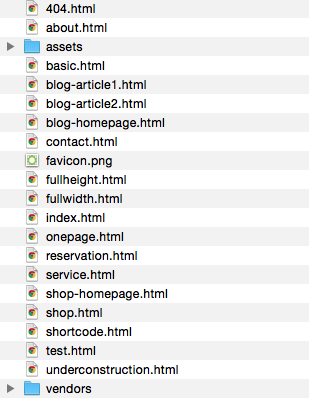 404.html
about.html
assets
basic.html
blog-article1.html
blog-article2.html
blog-homepage.html
contact.html
favicon.png
fullheight.html
fullwidth.html
index.html
onepage.html
reservation.html
service.html
shop-homepage.html
shop.html
shortcode.html
test.html
underconstruction.html
vendors